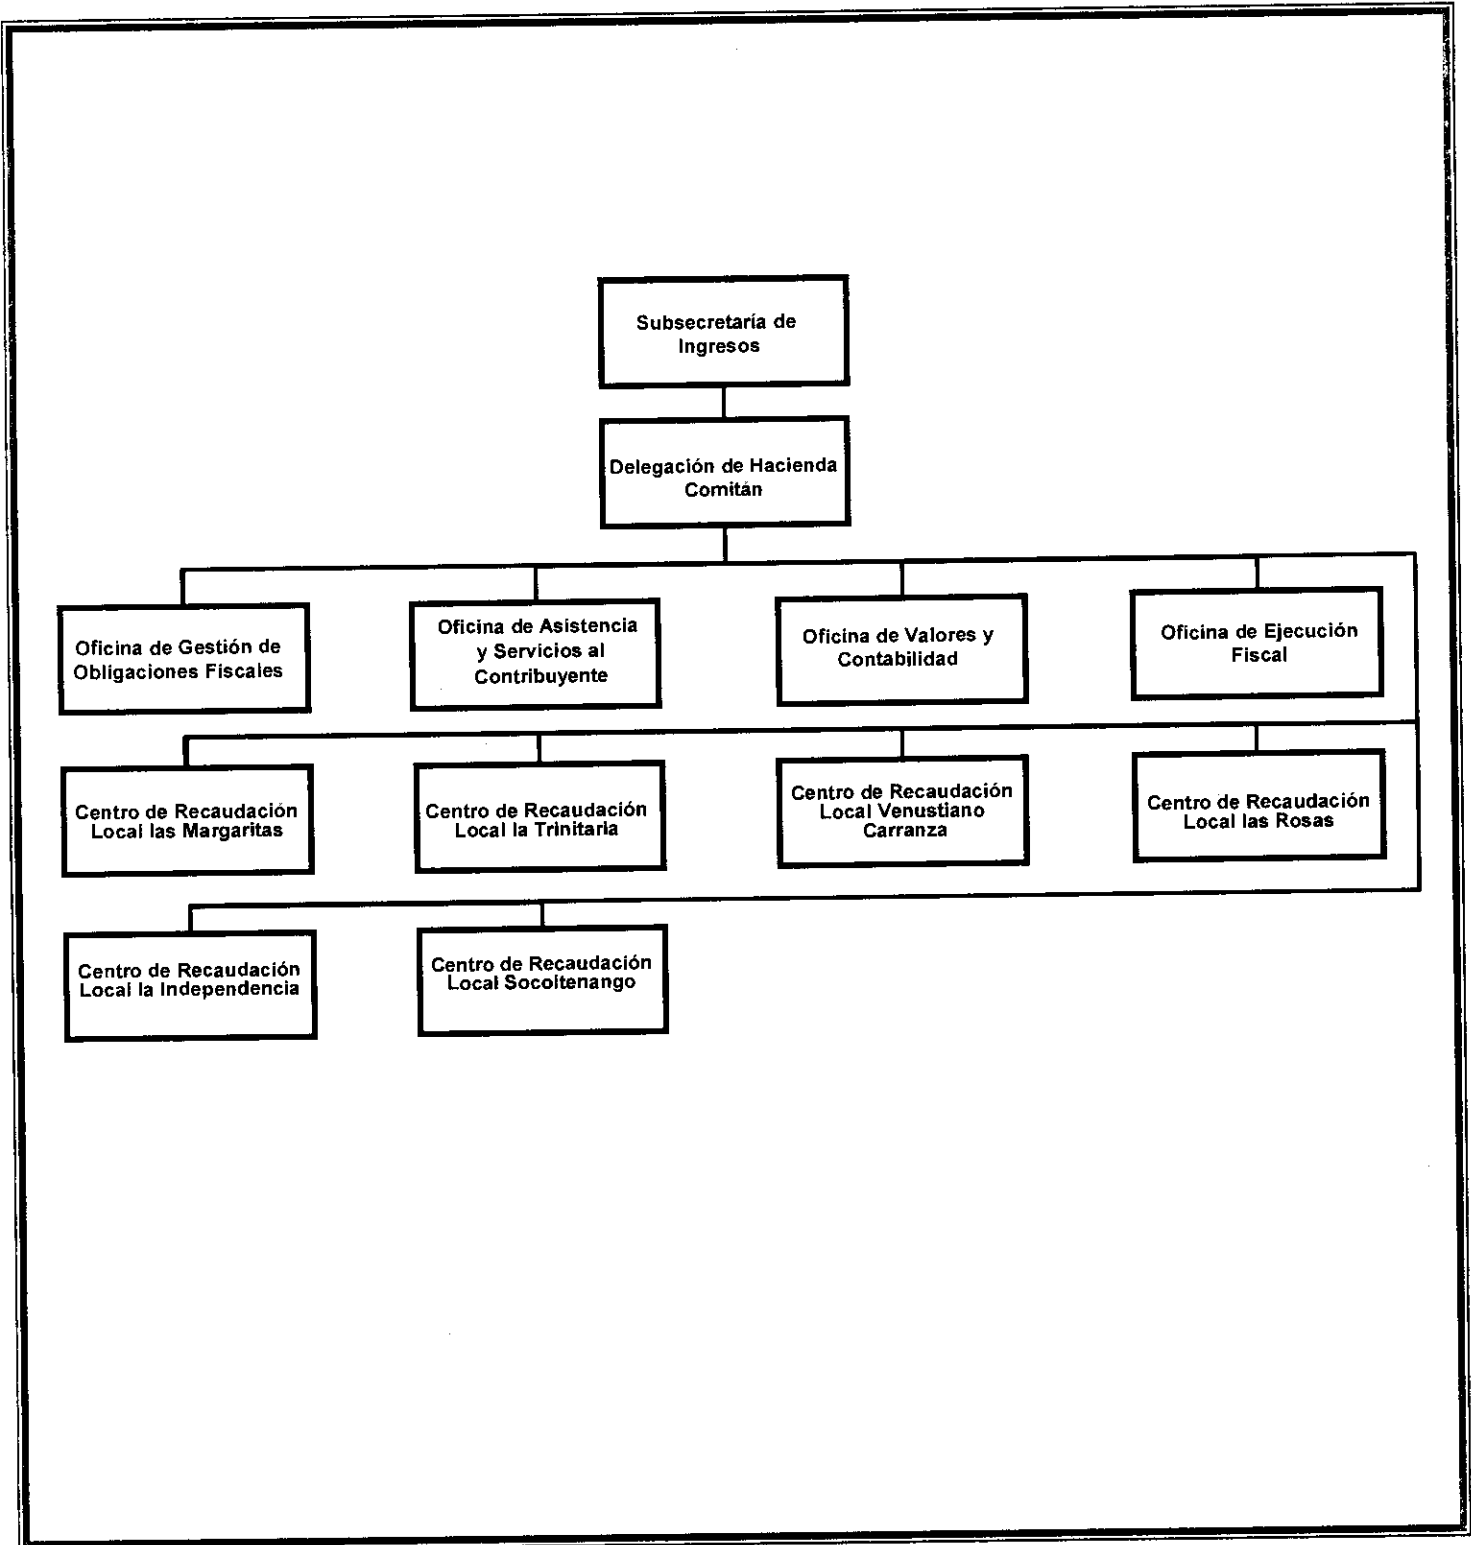 Subsecretaría de
Ingresos
Delegación de Hacienda
Comitán
Oficina de Gestión de
Obligaciones Fiscales
Oficina de Asistencia
y Servicios al
Contribuyente
Oficina de Valores y
Contabilidad
Oficina de Ejecución
Fiscal
Centro de Recaudación
Local las Margaritas
Centro de Recaudación
Local la Trinitaria
Centro de Recaudación
Local Venustiano
Carranza
Centro de Recaudación
Local las Rosas
Centro de Recaudación
Local la Independencia
Centro de Recaudación
Local Socoltenango